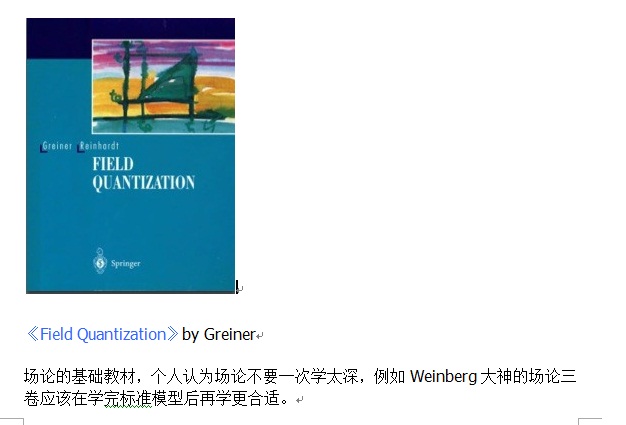 Greiner Reinhardt
FIELD
QUANTIZATION
Springer
《Field Quantization》by Greiner
场论的基础教材，个人认为场论不要一次学太深，例如 Weinberg 大神的场论三
卷应该在学完标准模型后再学更合适。